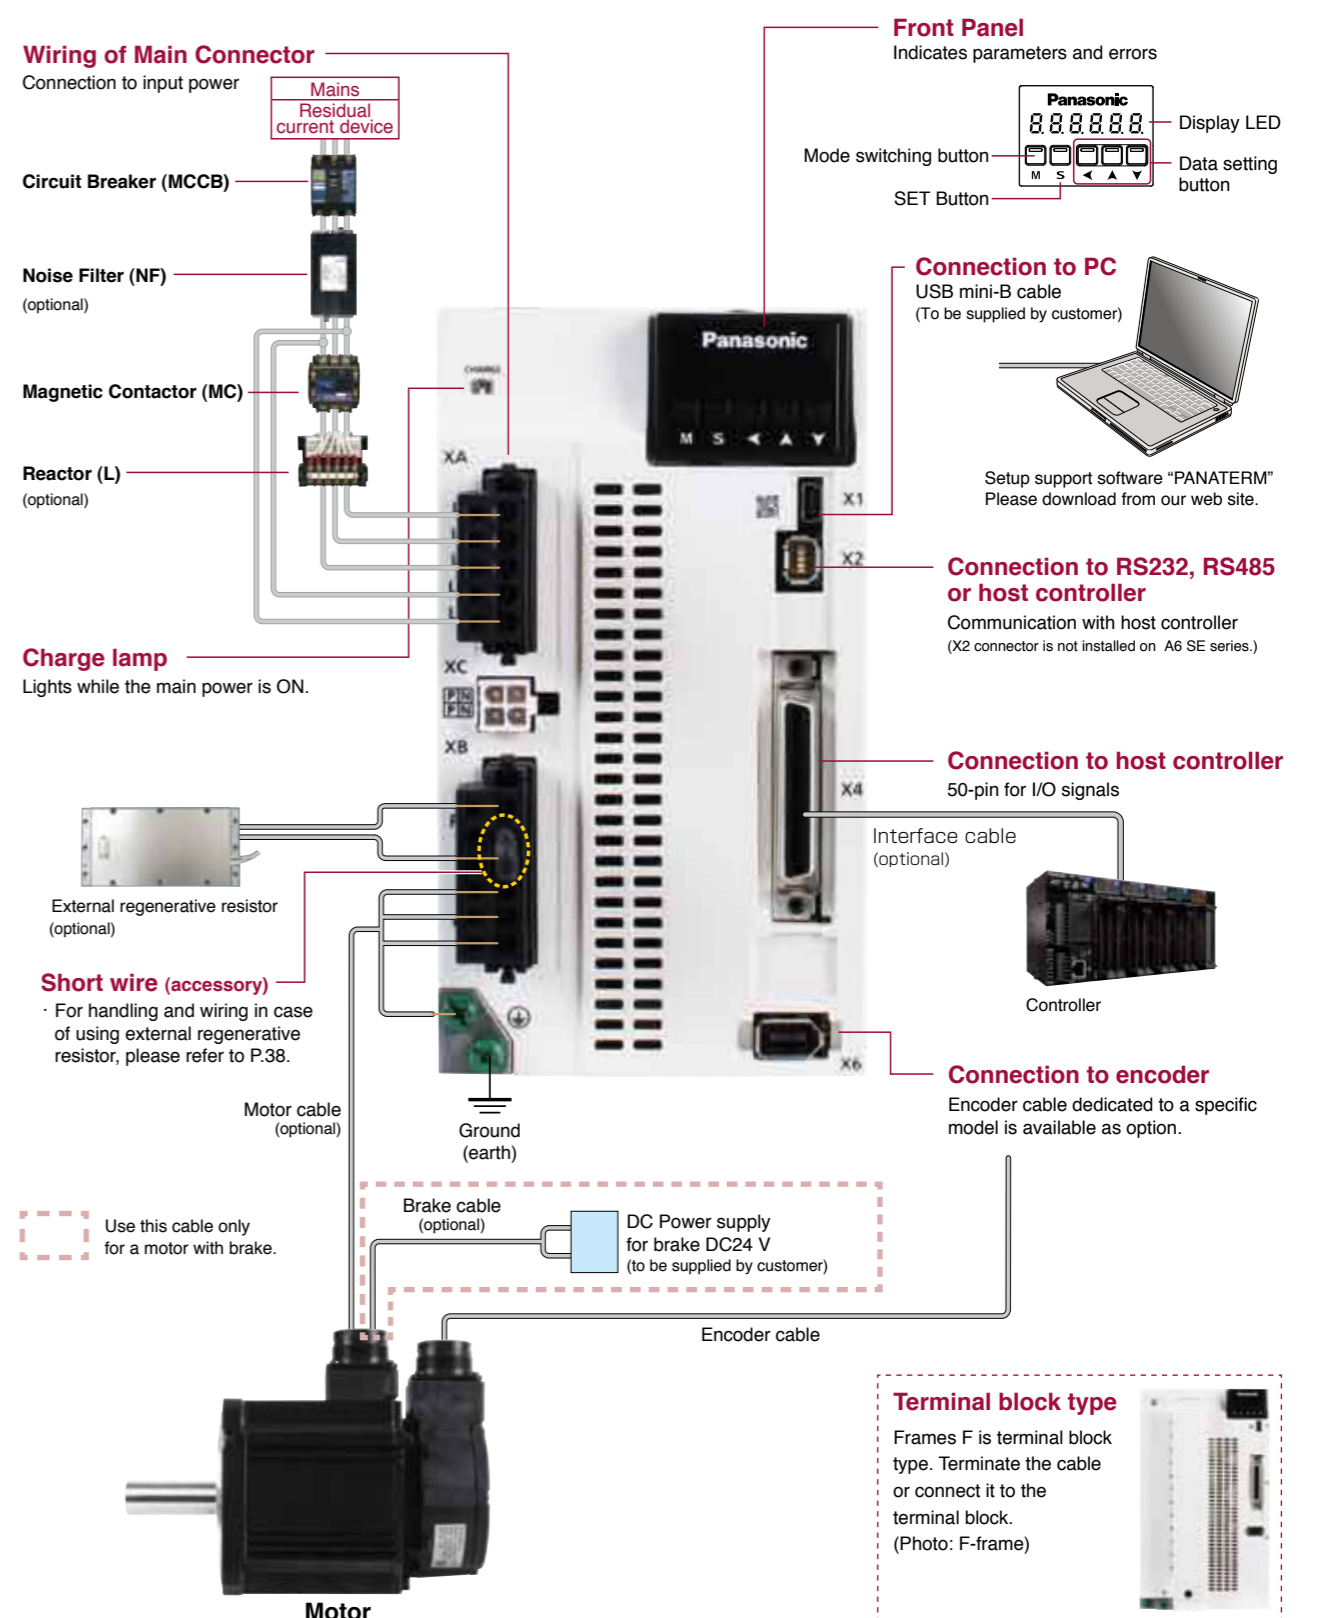 Wiring of Main Connector
Connection to input power
Mains
Residual
current device
Circuit Breaker (MCCB)
Noise Filter (NF)
(optional)
Magnetic Contactor (MC)
Reactor (L)
(optional)
Charge lamp
Lights while the main power is ON.
External regenerative resistor
(optional)
Short wire (accessory)
· For handling and wiring in case
of using external regenerative
resistor, please refer to P.38.
Motor cable
(optional)
Ground
(earth)
Use this cable only
for a motor with brake.
Brake cable
(optional)
DC Power supply
for brake DC24 V
(to be supplied by customer)
Encoder cable
Motor
Front Panel
Indicates parameters and errors
Panasonic
8.8.8.8.8.8.
M S
Display LED
Mode switching button
Data setting
button
SET Button
Connection to PC
USB mini-B cable
(To be supplied by customer)
Setup support software “PANATERM”
Please download from our web site.
Panasonic
M S
CHARGE
XA
XC
P N
P N
XB
X1
X2
X4
X6
Connection to RS232, RS485
or host controller
Communication with host controller
(X2 connector is not installed on A6 SE series.)
Connection to host controller
50-pin for I/O signals
Interface cable
(optional)
Controller
Connection to encoder
Encoder cable dedicated to a specific
model is available as option.
Terminal block type
Frames F is terminal block
type. Terminate the cable
or connect it to the
terminal block.
(Photo: F-frame)